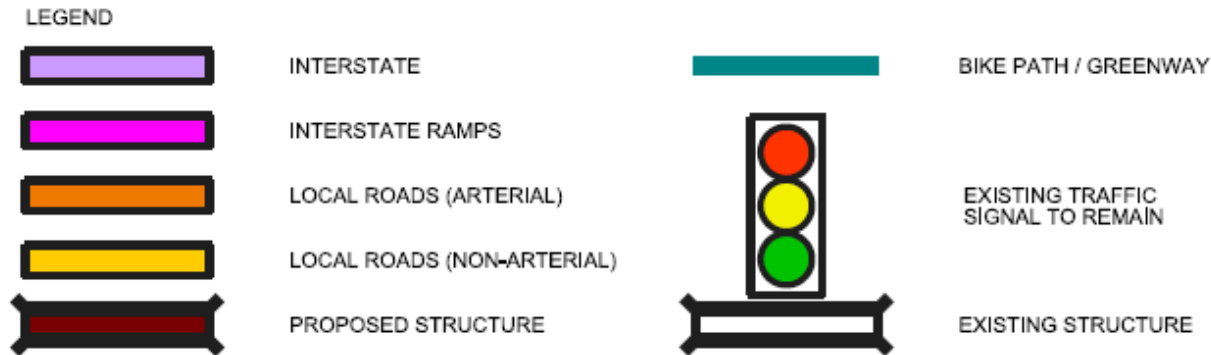 LEGEND
INTERSTATE
BIKE PATH / GREENWAY
INTERSTATE RAMPS
LOCAL ROADS (ARTERIAL)
EXISTING TRAFFIC
SIGNAL TO REMAIN
LOCAL ROADS (NON-ARTERIAL)
PROPOSED STRUCTURE
EXISTING STRUCTURE